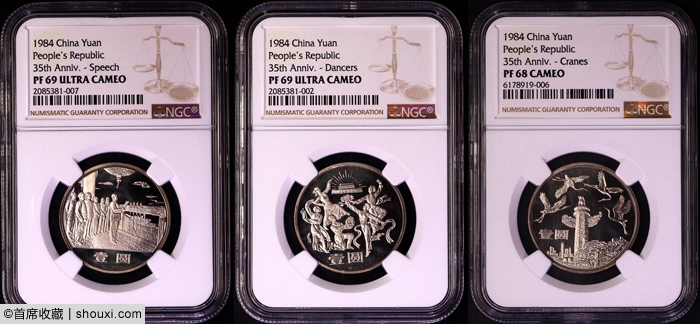 1984 China Yuan
People's Republic
35th Anniv. - Speech
PF 69 ULTRA CAMEO
2085381-007
NUMISMATIC GUARANTY CORPORATION NGC®
壹圓
1984 China Yuan
People's Republic
35th Anniv. - Dancers
PF 69 ULTRA CAMEO
2085381-002
NUMISMATIC GUARANTY CORPORATION NGC®
壹圓
1984 China Yuan
People's Republic
35th Anniv. - Cranes
PF 68 CAMEO
6178919-006
NUMISMATIC GUARANTY CORPORATION NGC®
壹圓
©首席收藏 | shouxi.com